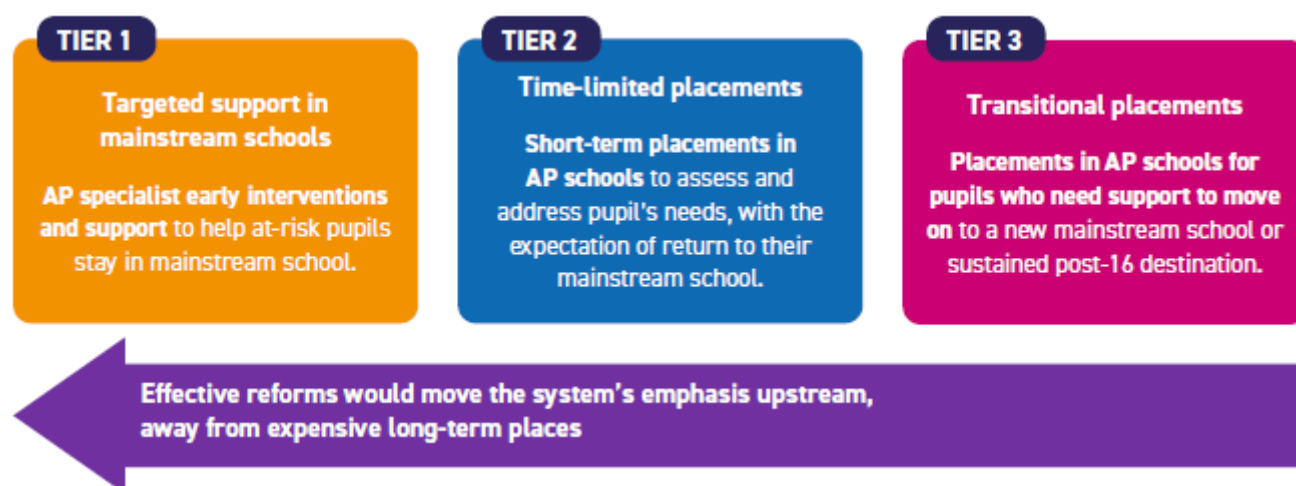 TIER 1
Targeted support in
mainstream schools
AP specialist early interventions
and support to help at-risk pupils
stay in mainstream school.
TIER 2
Time-limited placements
Short-term placements in
AP schools to assess and
address pupil's needs, with the
expectation of return to their
mainstream school.
TIER 3
Transitional placements
Placements in AP schools for
pupils who need support to move
on to a new mainstream school or
sustained post-16 destination.
Effective reforms would move the system's emphasis upstream,
away from expensive long-term places